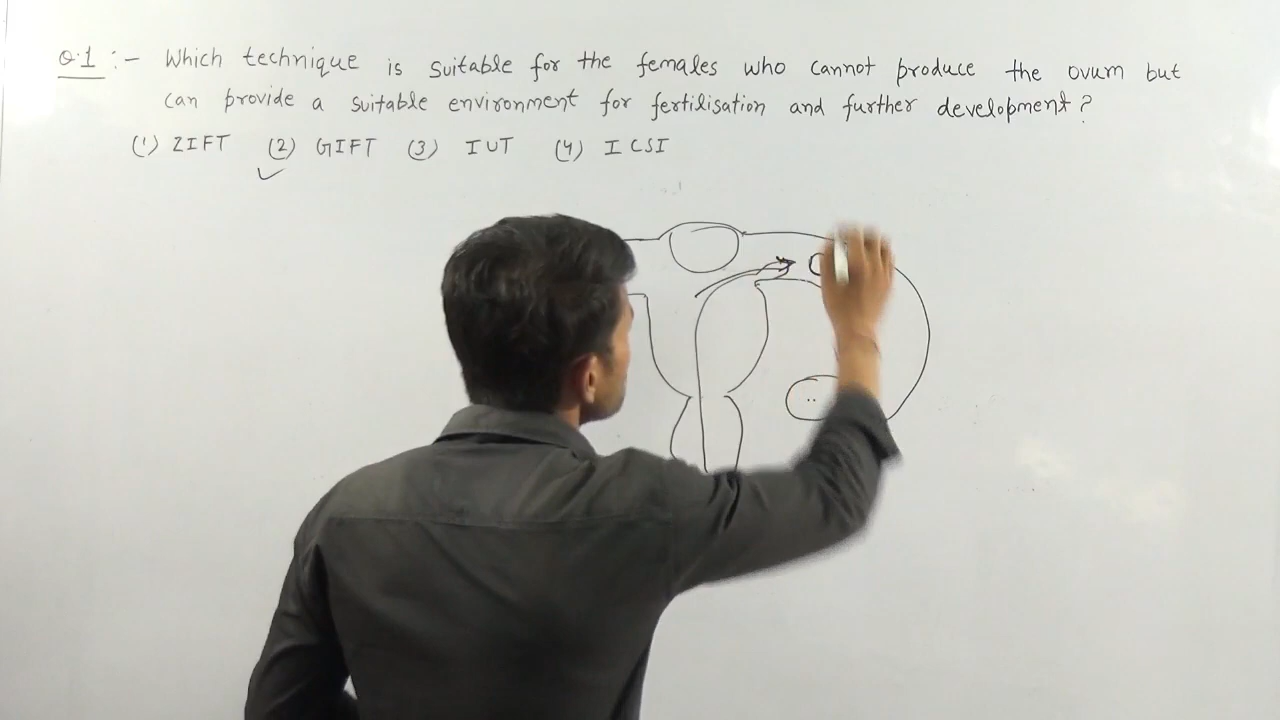 Q.1 :- Which technique is suitable for the females who cannot produce the ovum but
can provide a suitable environment for fertilisation and further development?
(1) ZIFT (2) GIFT (3) IUT (4) ICSI